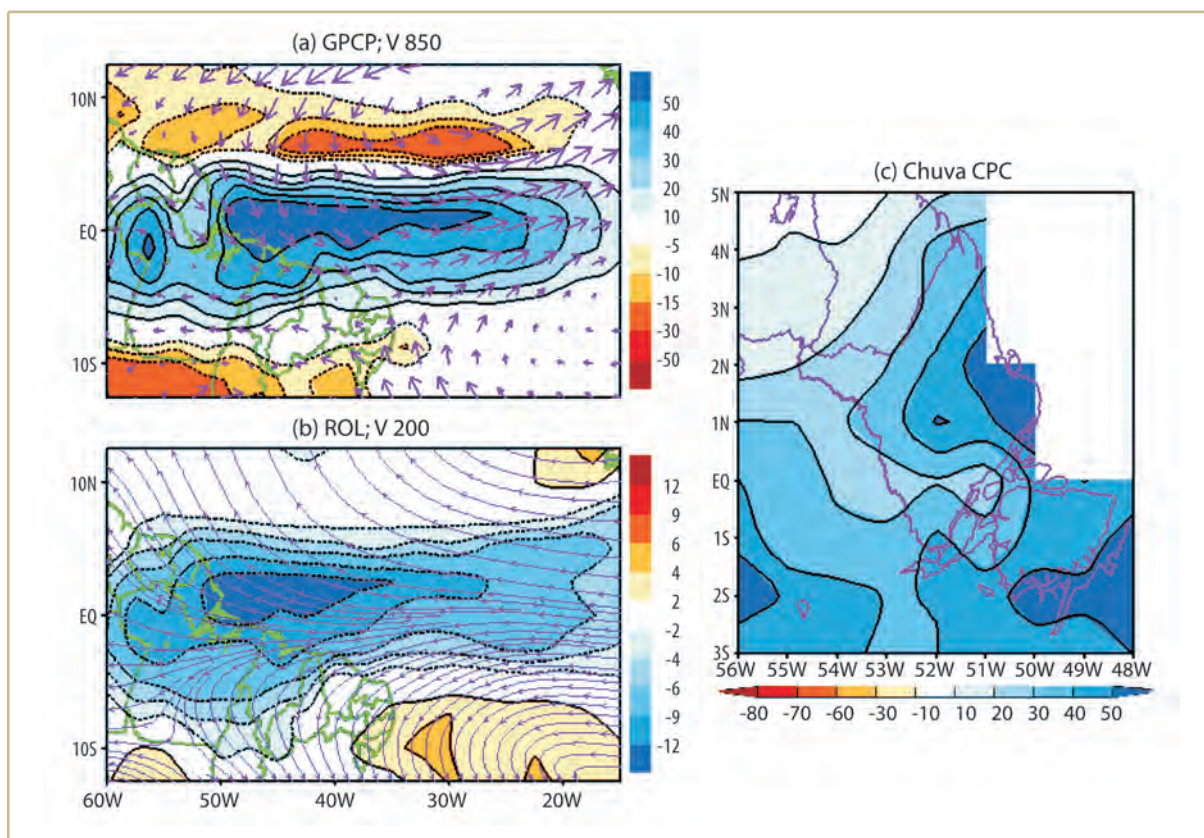 (a) GPCP; V 850
10N
EQ
10S
50
40
30
20
10
-5
-10
-15
-30
-50
(b) ROL; V 200
10N
EQ
10S
60W 50W 40W 30W 20W
12
9
6
4
2
-2
-4
-6
-9
-12
(c) Chuva CPC
5N
4N
3N
2N
1N
EQ
1S
2S
3S
56W 55W 54W 53W 52W 51W 50W 49W 48W
-80 -70 -60 -30 -10 10 20 30 40 50